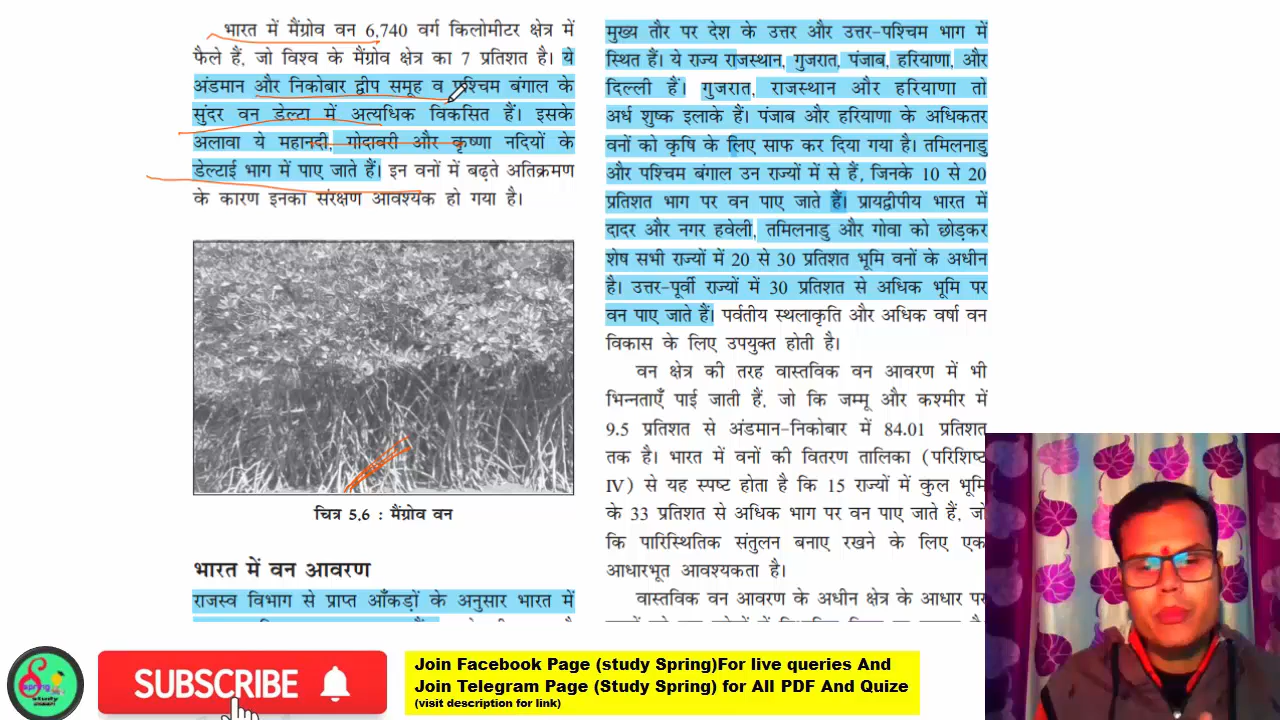 भारत में मैंग्रोव वन 6,740 वर्ग किलोमीटर क्षेत्र में
फैले हैं, जो विश्व के मैंग्रोव क्षेत्र का 7 प्रतिशत है। ये
अंडमान और निकोबार द्वीप समूह व पश्चिम बंगाल के
सुंदर वन डेल्टा में अत्यधिक विकसित हैं। इसके
अलावा ये महानदी, गोदावरी और कृष्णा नदियों के
डेल्टाई भाग में पाए जाते हैं। इन वनों में बढ़ते अतिक्रमण
के कारण इनका संरक्षण आवश्यक हो गया है।
चित्र 5.6 : मैंग्रोव वन
भारत में वन आवरण
राजस्व विभाग से प्राप्त आँकड़ों के अनुसार भारत में
मुख्य तौर पर देश के उत्तर और उत्तर-पश्चिम भाग में
स्थित हैं। ये राज्य राजस्थान, गुजरात, पंजाब, हरियाणा, और
दिल्ली हैं। गुजरात, राजस्थान और हरियाणा तो
अर्ध शुष्क इलाके हैं। पंजाब और हरियाणा के अधिकतर
वनों को कृषि के लिए साफ कर दिया गया है। तमिलनाडु
और पश्चिम बंगाल उन राज्यों में से हैं, जिनके 10 से 20
प्रतिशत भाग पर वन पाए जाते हैं। प्रायद्वीपीय भारत में
दादर और नगर हवेली, तमिलनाडु और गोवा को छोड़कर
शेष सभी राज्यों में 20 से 30 प्रतिशत भूमि वनों के अधीन
है। उत्तर-पूर्वी राज्यों में 30 प्रतिशत से अधिक भूमि पर
वन पाए जाते हैं। पर्वतीय स्थलाकृति और अधिक वर्षा वन
विकास के लिए उपयुक्त होती है।
वन क्षेत्र की तरह वास्तविक वन आवरण में भी
भिन्नताएँ पाई जाती हैं, जो कि जम्मू और कश्मीर में
9.5 प्रतिशत से अंडमान-निकोबार में 84.01 प्रतिशत
तक है। भारत में वनों की वितरण तालिका (परिशिष्ट
IV) से यह स्पष्ट होता है कि 15 राज्यों में कुल भूमि
के 33 प्रतिशत से अधिक भाग पर वन पाए जाते हैं, जो
कि पारिस्थितिक संतुलन बनाए रखने के लिए एक
आधारभूत आवश्यकता है।
वास्तविक वन आवरण के अधीन क्षेत्र के आधार पर
SUBSCRIBE
Join Facebook Page (study Spring)For live queries And
Join Telegram Page (Study Spring) for All PDF And Quize
(visit description for link)